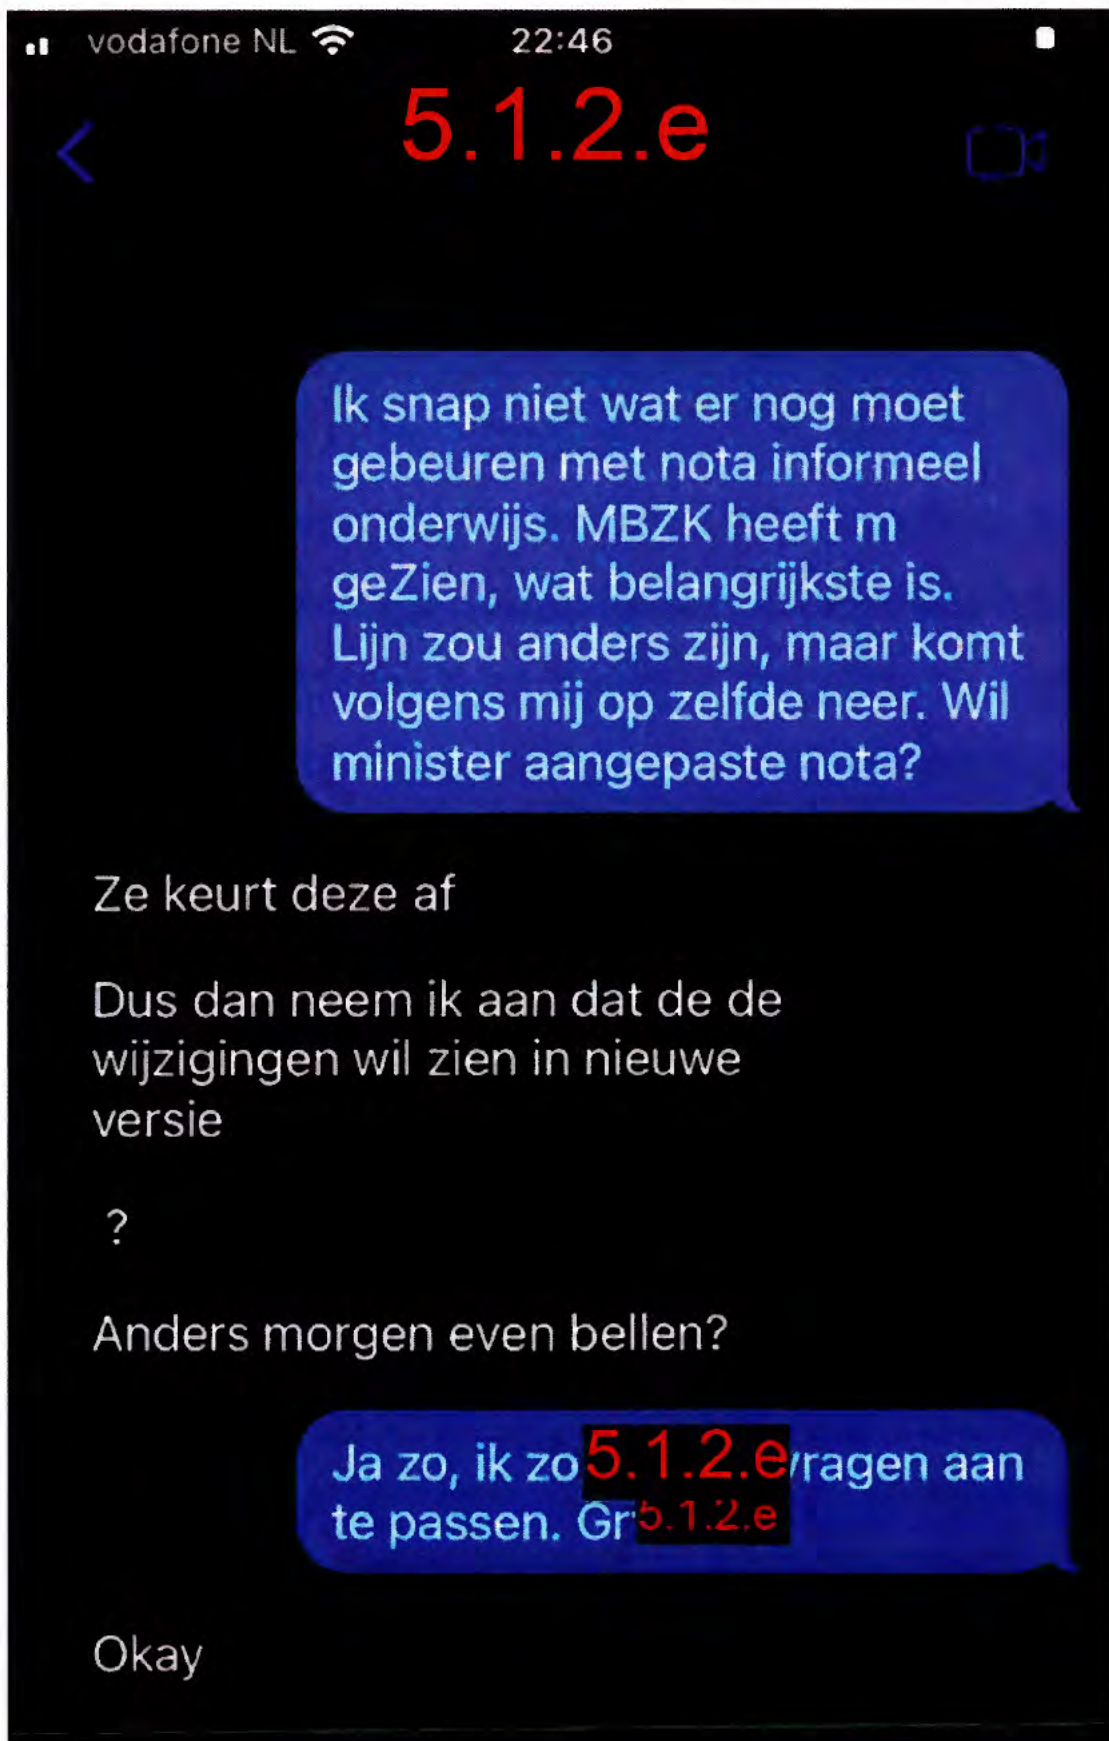 vodafone NL 22:46
5.1.2.e
Ik snap niet wat er nog moet
gebeuren met nota informeel
onderwijs. MBZK heeft m
geZien, wat belangrijkste is.
Lijn zou anders zijn, maar komt
volgens mij op zelfde neer. Wil
minister aangepaste nota?
Ze keurt deze af
Dus dan neem ik aan dat de de
wijzigingen wil zien in nieuwe
versie
?
Anders morgen even bellen?
Ja zo, ik zo 5.1.2.e vragen aan
te passen. Gr 5.1.2.e
Okay